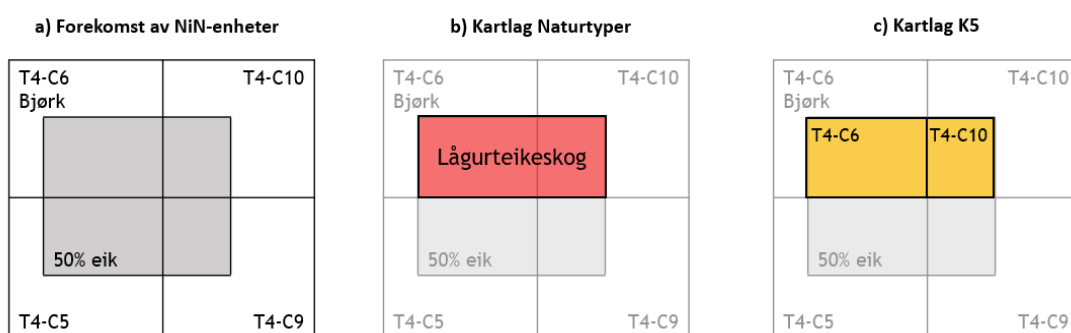 a) Forekomst av NiN-enheter
T4-C6
Bjørk
T4-C10
50% eik
T4-C5
T4-C9
b) Kartlag Naturtyper
T4-C6
Bjørk
T4-C10
Lågurteikeskog
50% eik
T4-C5
T4-C9
c) Kartlag K5
T4-C6
Bjørk
T4-C10
T4-C6
T4-C10
50% eik
T4-C5
T4-C9